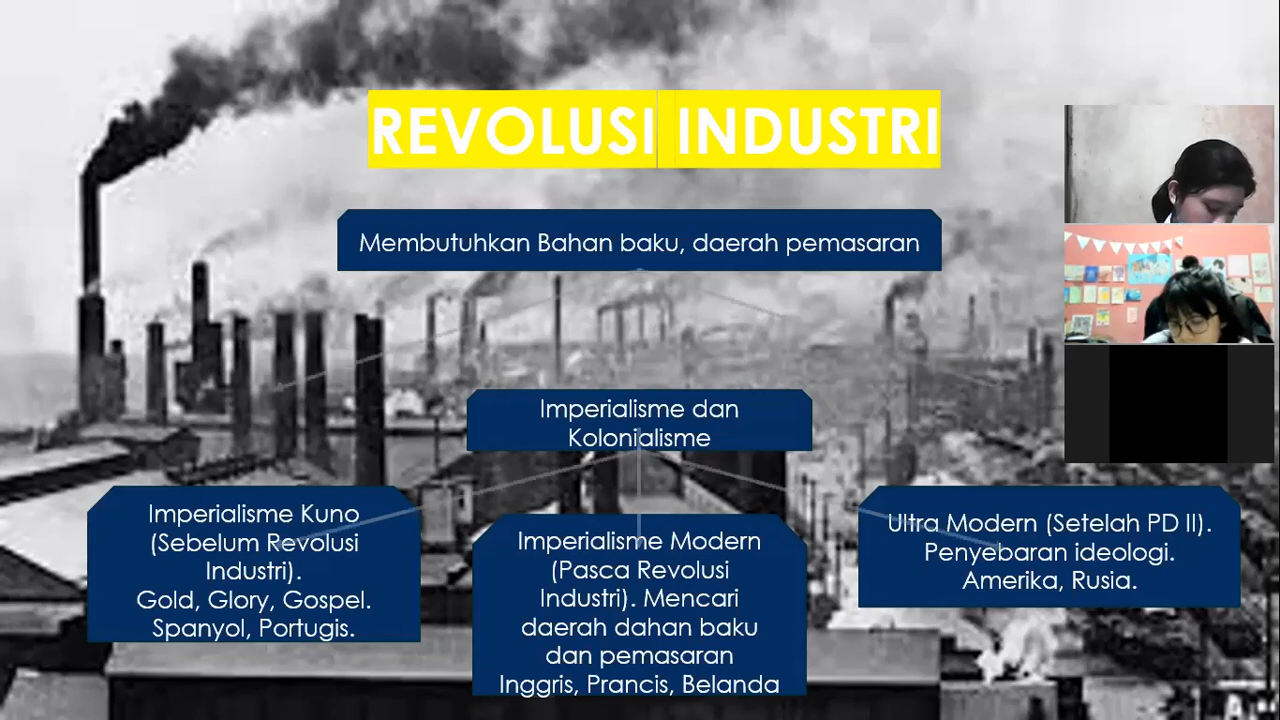 REVOLUSI INDUSTRI
Membutuhkan Bahan baku, daerah pemasaran
Imperialisme dan
Kolonialisme
Imperialisme Kuno
(Sebelum Revolusi
Industri).
Gold, Glory, Gospel.
Spanyol, Portugis.
Imperialisme Modern
(Pasca Revolusi
Industri). Mencari
daerah dahan baku
dan pemasaran
Inggris, Prancis, Belanda
Ultra Modern (Setelah PD II).
Penyebaran ideologi.
Amerika, Rusia.